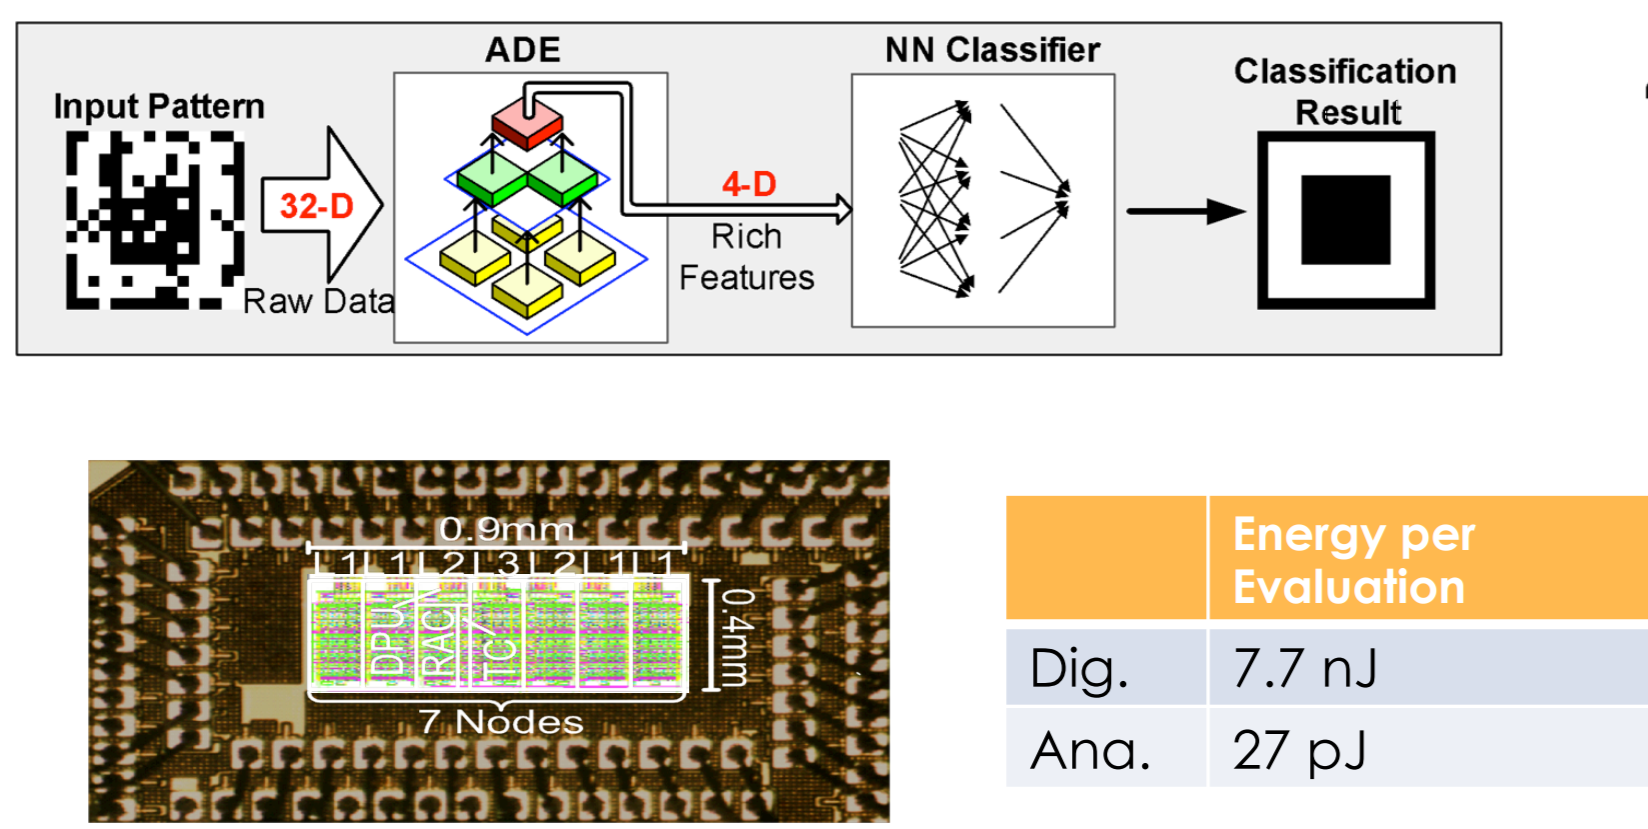 ADE
NN Classifier
Classification
Result
Input Pattern
32-D
Raw Data
4-D
Rich
Features
0.9mm
L1 L1 L2 L3 L2 L1 L1
DPU
RAC
TC
0.4mm
7 Nodes
Energy per
Evaluation
Dig. 7.7 nJ
Ana. 27 pJ